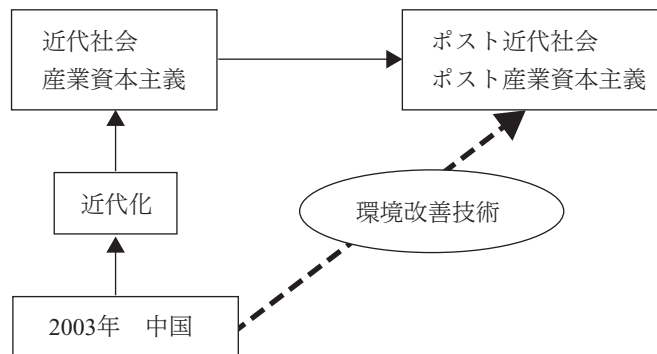 近代社会
産業資本主義
ポスト近代社会
ポスト産業資本主義
近代化
環境改善技術
2003年　中国